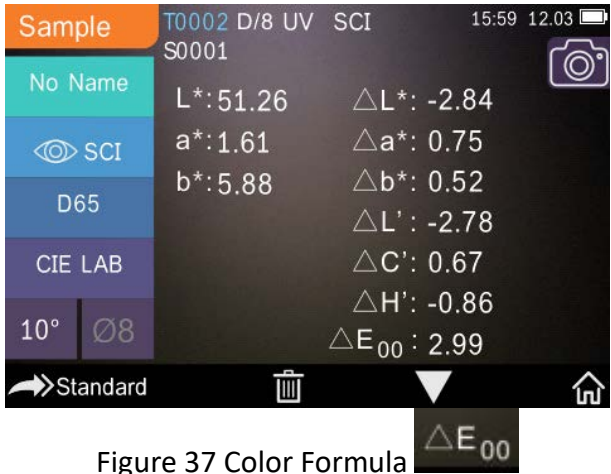 Sample
T0002 D/8 UV SCI 15:59 12.03
S0001
No Name
SCI
D65
CIE LAB
10° Ø8
L*:51.26
a*:1.61
b*:5.88
△L*: -2.84
△a*: 0.75
△b*: 0.52
△L': -2.78
△C': 0.67
△H': -0.86
△E00 : 2.99
Standard
Figure 37 Color Formula △E00